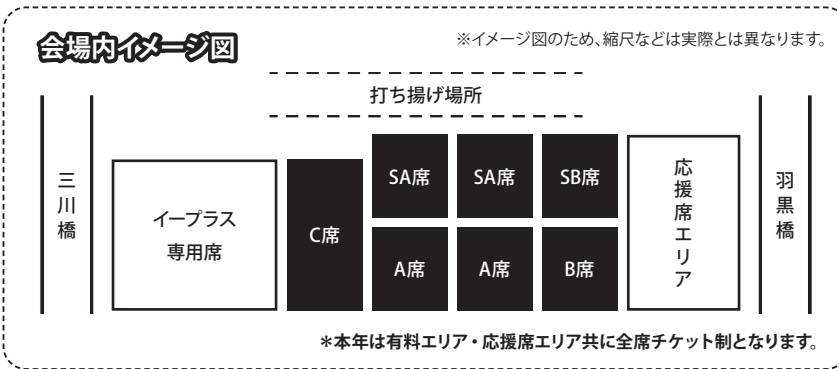 会場内イメージ図
※イメージ図のため、縮尺などは実際とは異なります。
打ち揚げ場所
三川橋
イープラス
専用席
C席
SA席
SA席
SB席
A席
A席
B席
応援席エリア
羽黒橋
*本年は有料エリア・応援席エリア共に全席チケット制となります。